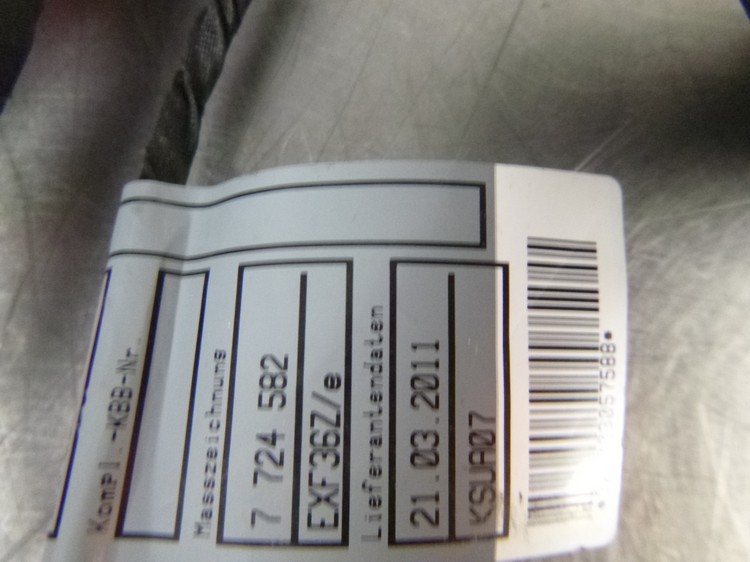 Kompl.-KBB-Nr.
Masszeichnung
7 724 582
EXF36Z/e
Lieferantendaten
21.03.2011
KSUA07